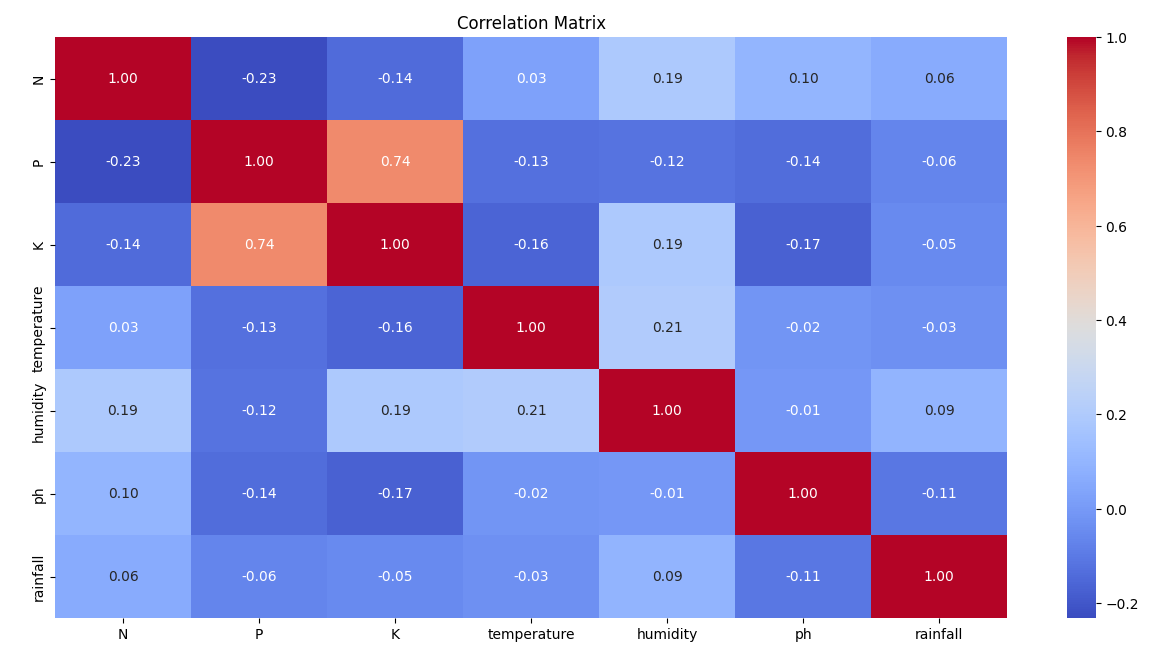 Correlation Matrix
N 1.00 -0.23 -0.14 0.03 0.19 0.10 0.06
P -0.23 1.00 0.74 -0.13 -0.12 -0.14 -0.06
K -0.14 0.74 1.00 -0.16 0.19 -0.17 -0.05
temperature 0.03 -0.13 -0.16 1.00 0.21 -0.02 -0.03
humidity 0.19 -0.12 0.19 0.21 1.00 -0.01 0.09
ph 0.10 -0.14 -0.17 -0.02 -0.01 1.00 -0.11
rainfall 0.06 -0.06 -0.05 -0.03 0.09 -0.11 1.00
N P K temperature humidity ph rainfall
1.0
0.8
0.6
0.4
0.2
0.0
−0.2